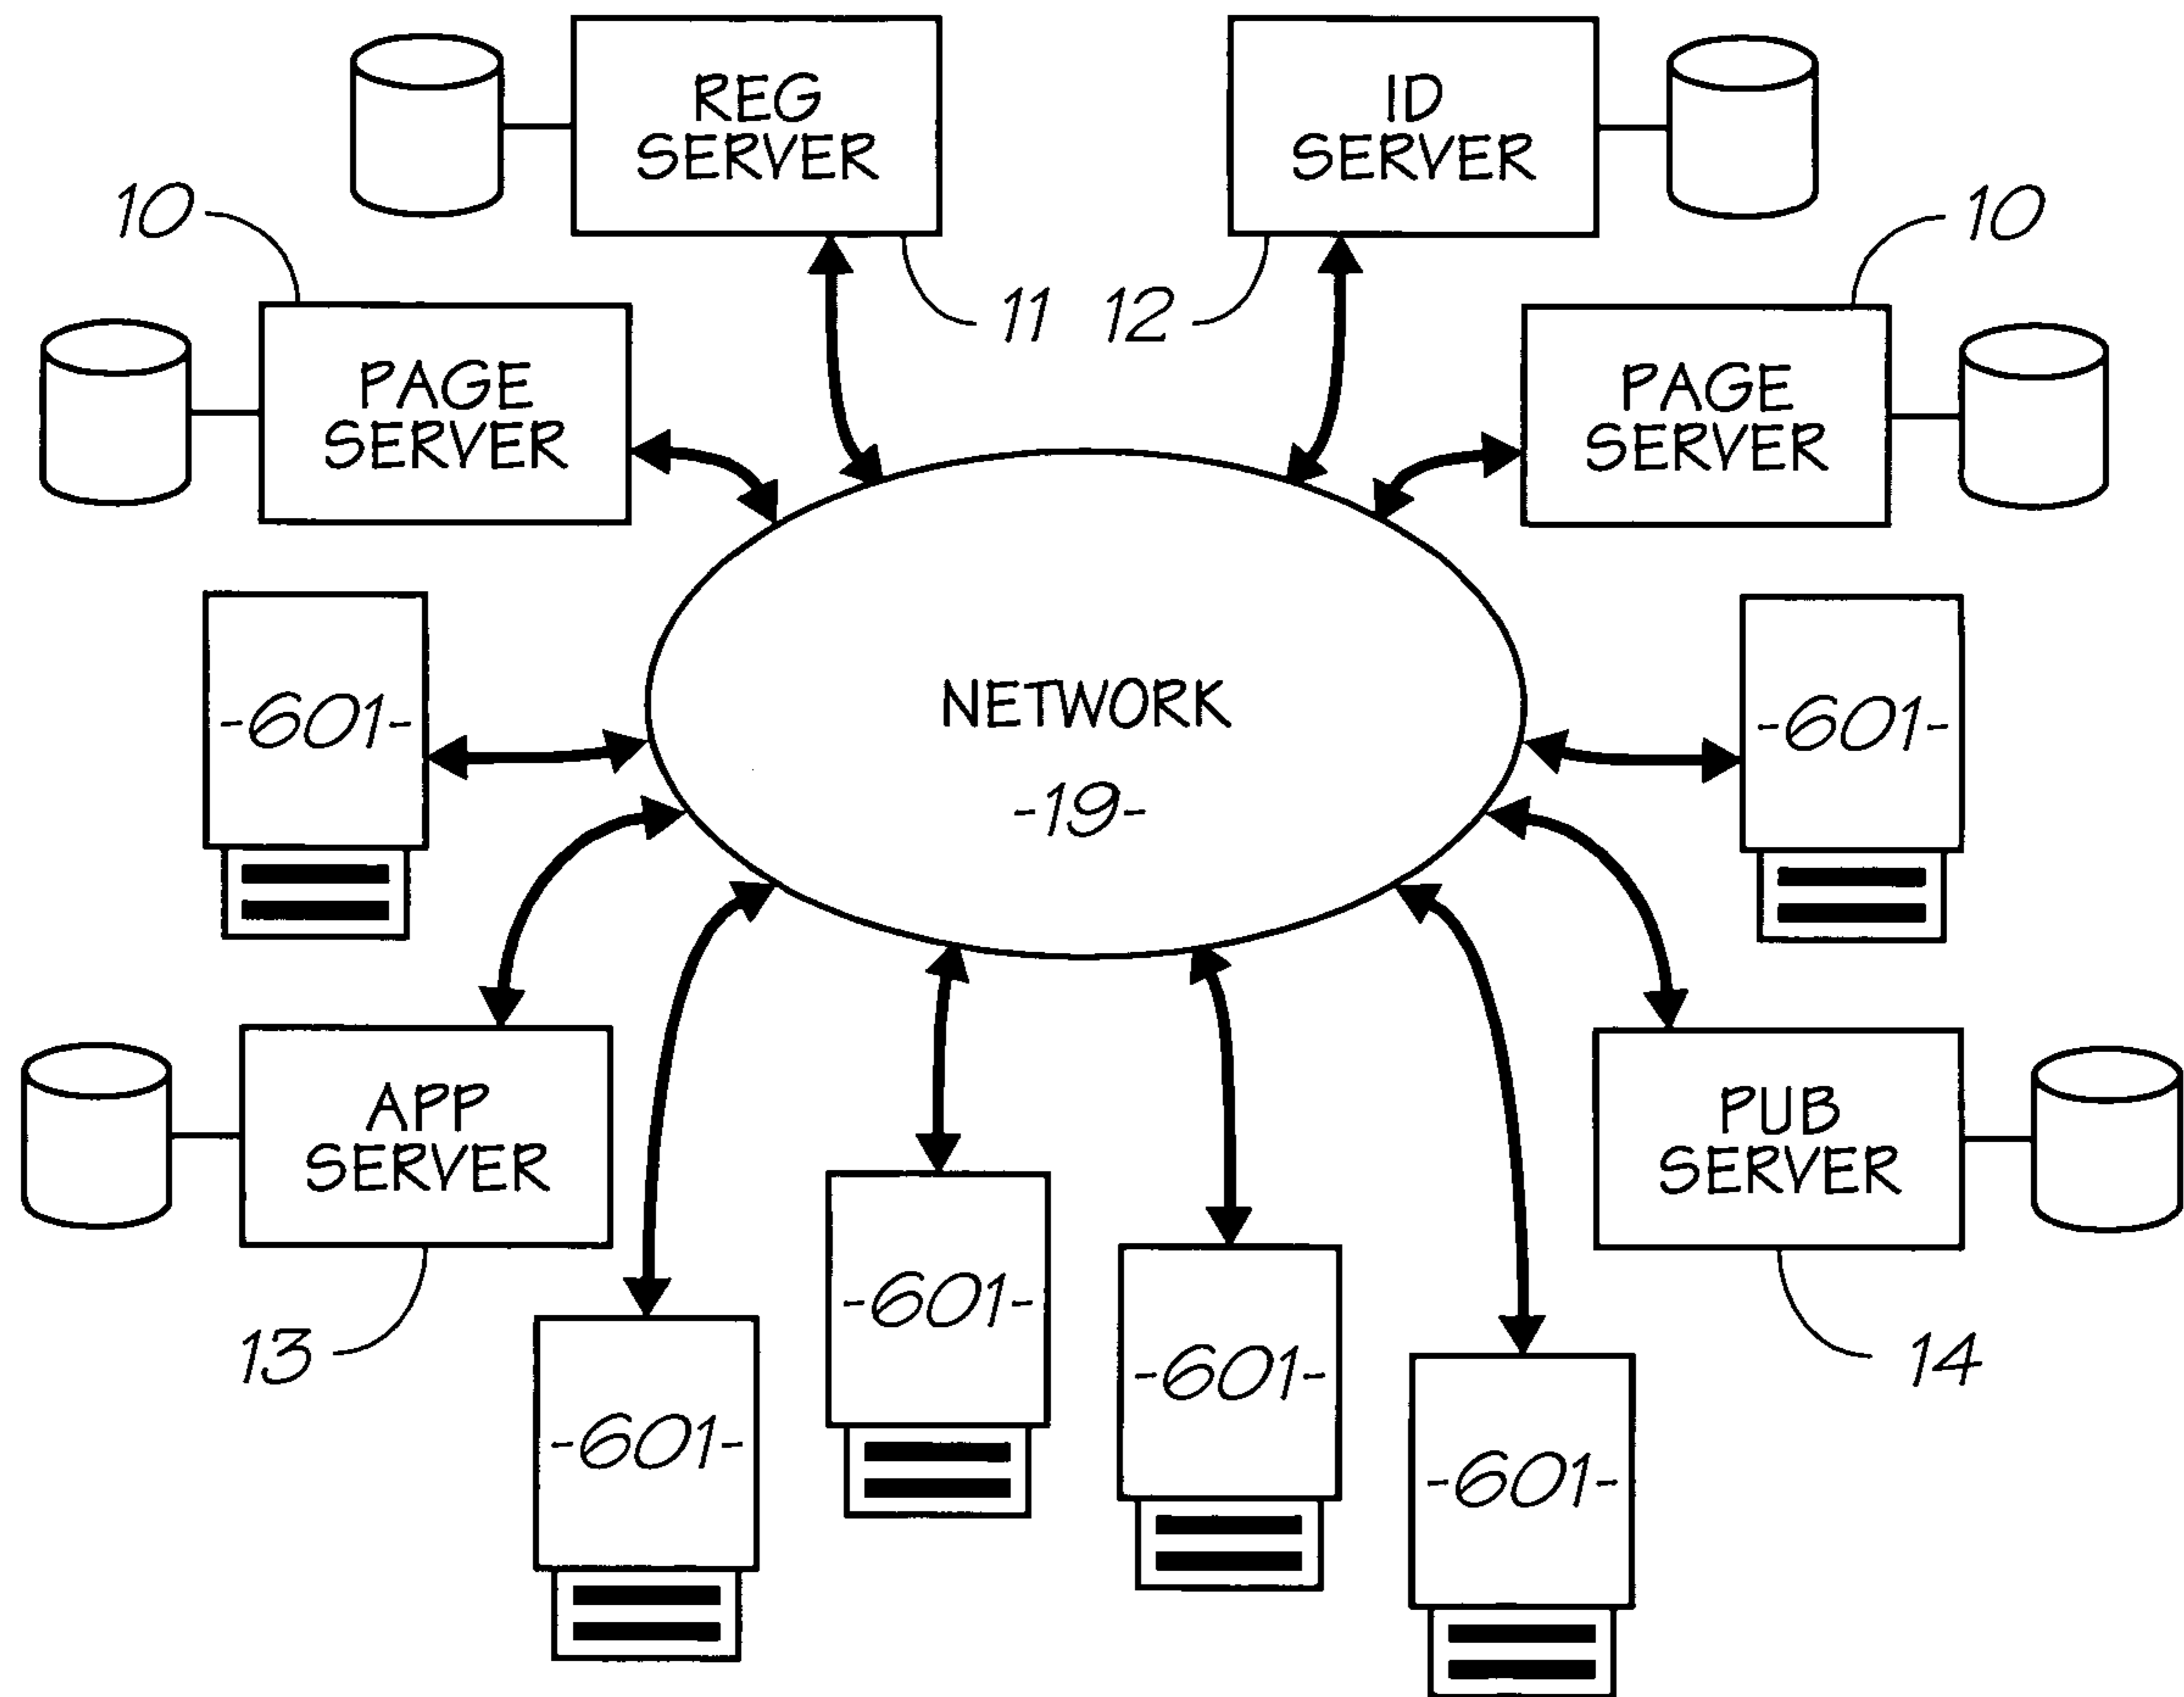 REG
SERVER
ID
SERVER
10
10
11
12
PAGE
SERVER
PAGE
SERVER
-601-
NETWORK
-19-
-601-
APP
SERVER
PUB
SERVER
-601-
-601-
13
14
-601-
-601-